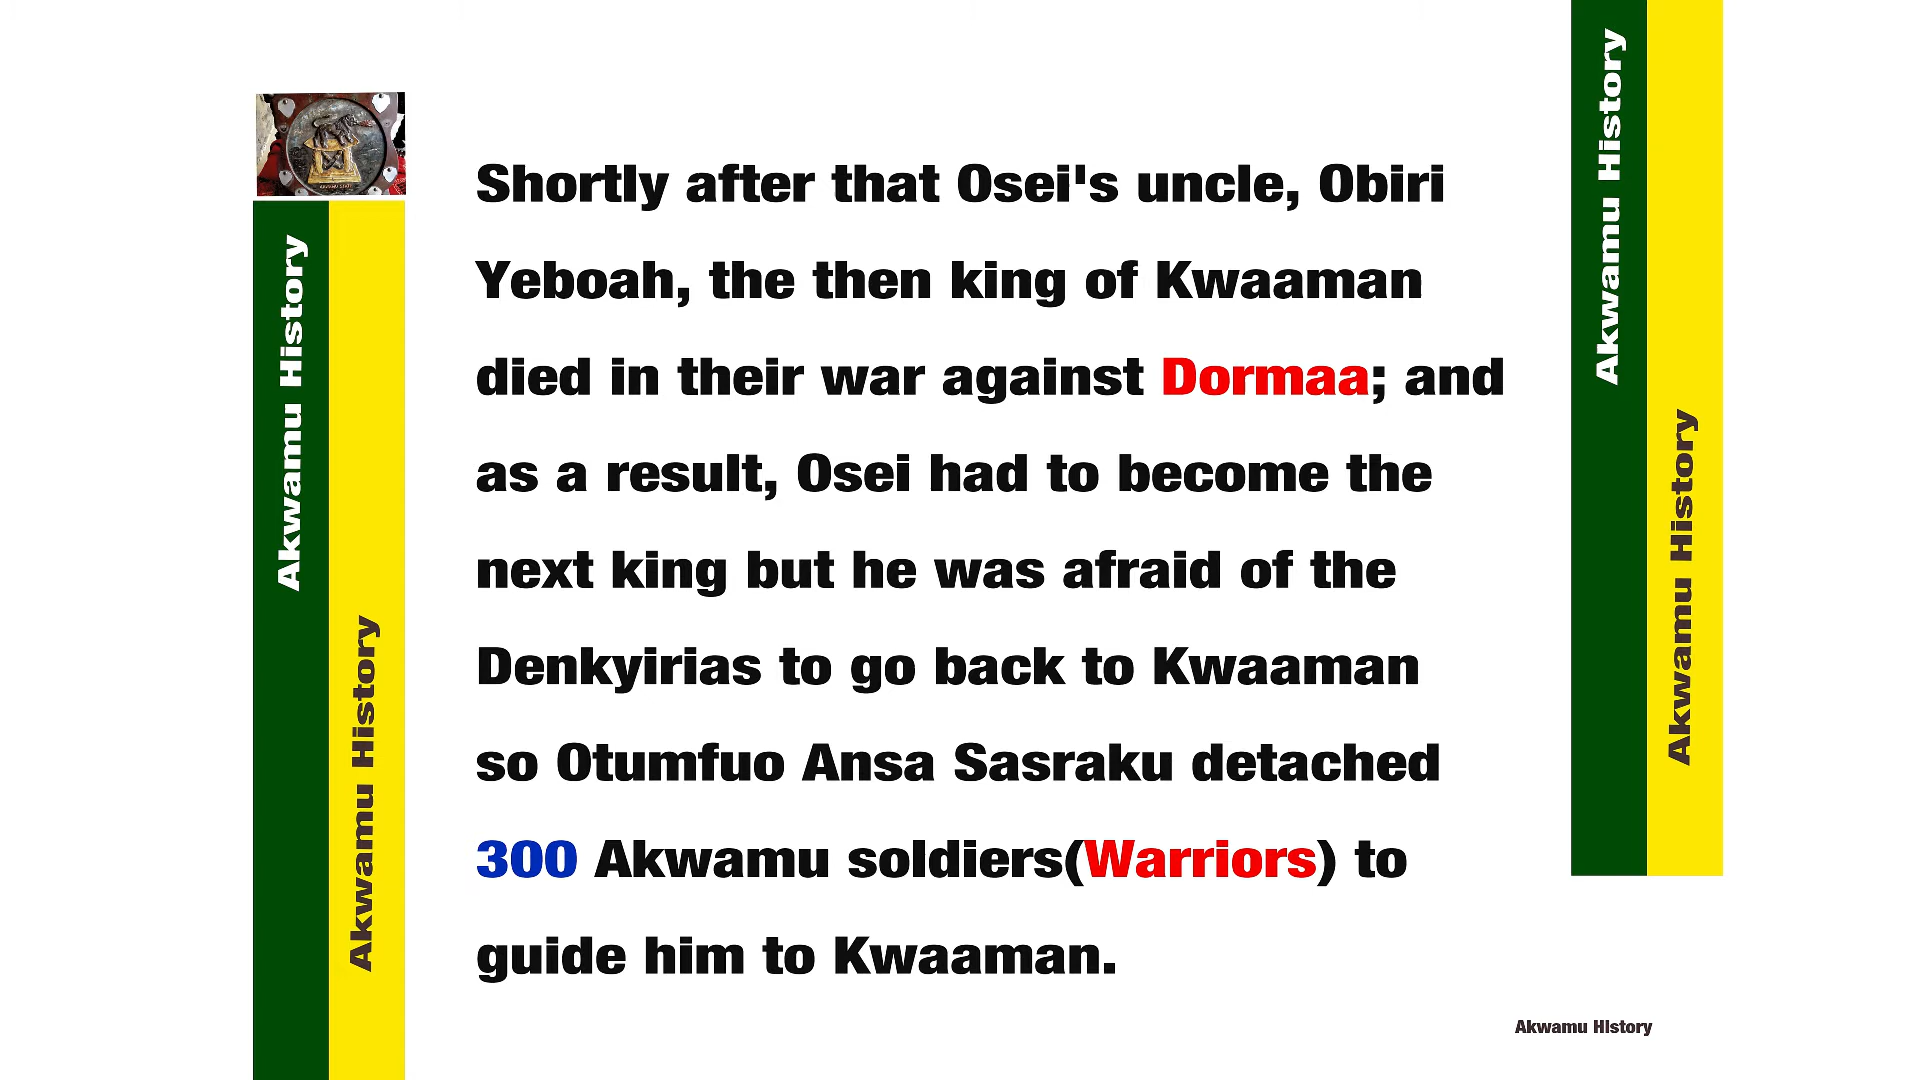 Akwamu History
Akwamu History
Shortly after that Osei's uncle, Obiri
Yeboah, the then king of Kwaaman
died in their war against Dormaa; and
as a result, Osei had to become the
next king but he was afraid of the
Denkyirias to go back to Kwaaman
so Otumfuo Ansa Sasraku detached
300 Akwamu soldiers(Warriors) to
guide him to Kwaaman.
Akwamu History
Akwamu History
Akwamu History